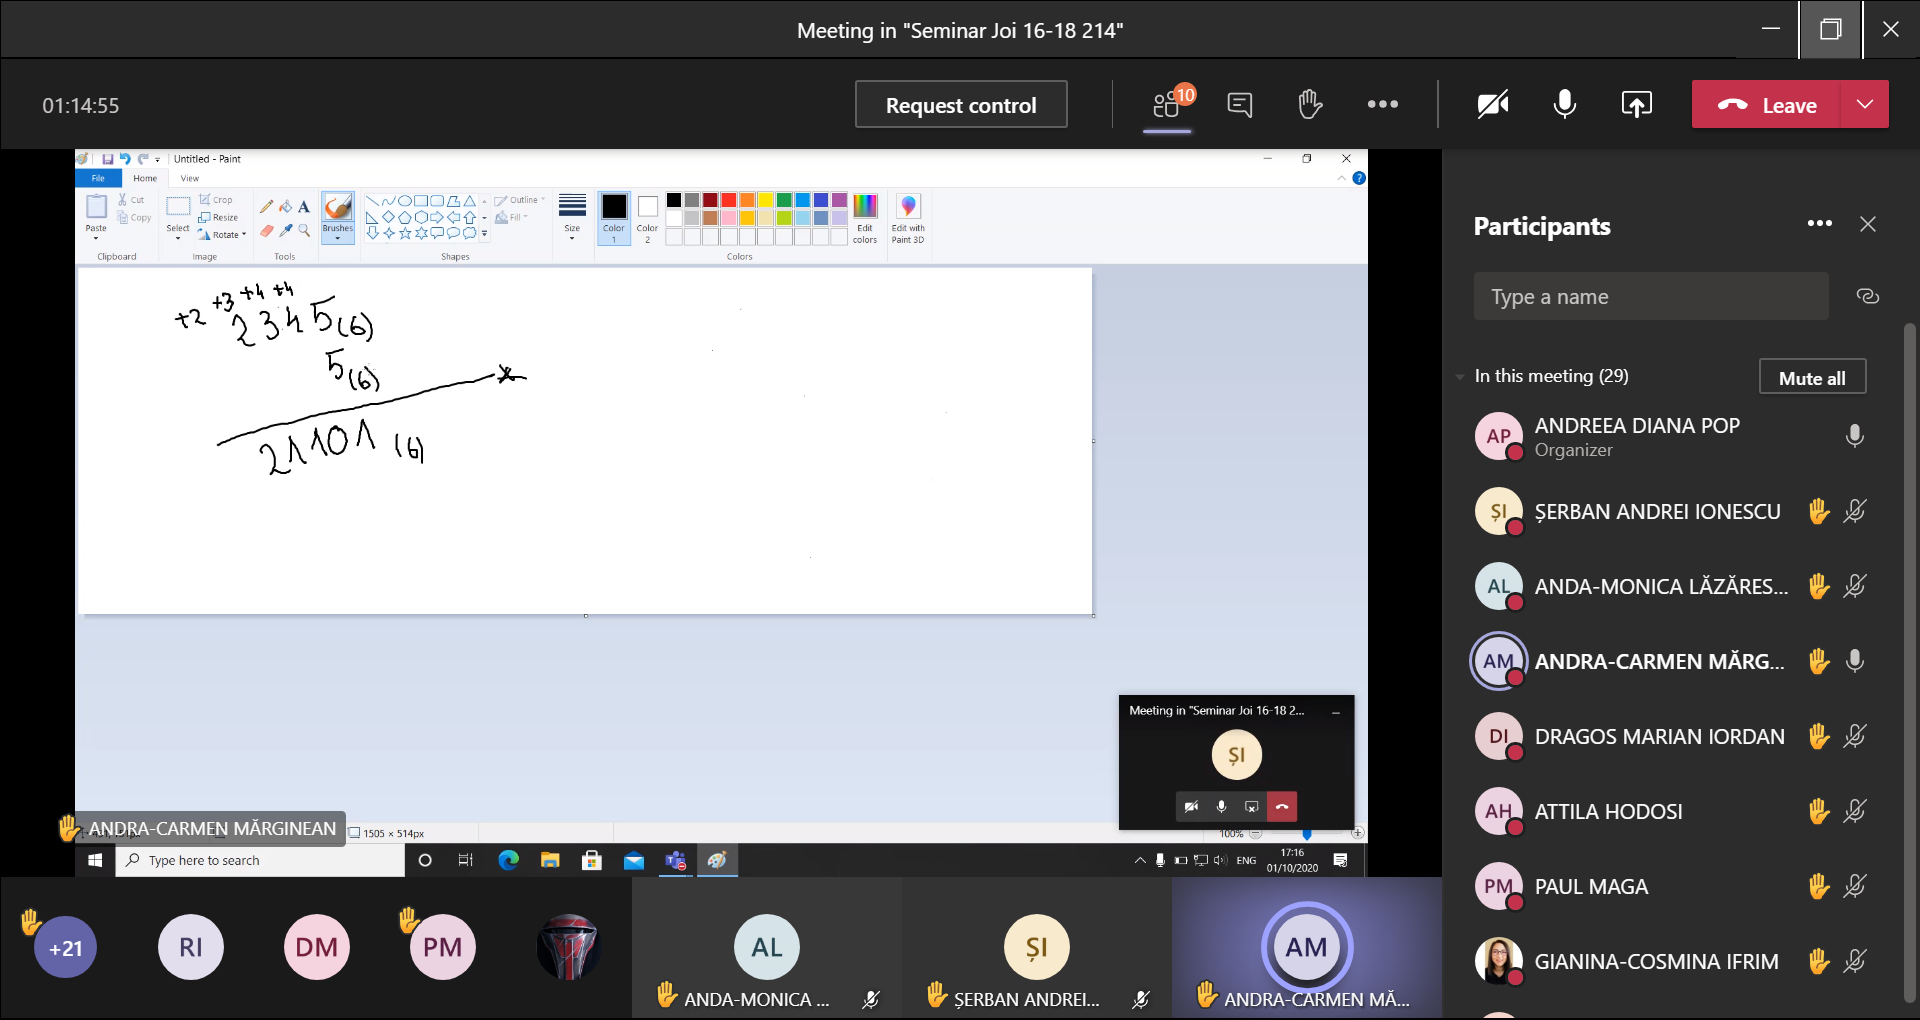 Meeting in "Seminar Joi 16-18 214"
01:14:55
Request control
10
Leave
Untitled - Paint
File Home View
Paste
Cut
Copy
Clipboard
Select
Crop
Resize
Rotate
Image
Tools
Brushes
Outline
Fill
Shapes
Size
Color 1
Color 2
Edit colors
Edit with Paint 3D
Colors
+2 +3 +4 +4
2345(6)
5(6)
×
21101 (6)
Meeting in "Seminar Joi 16-18 2...
ȘI
ANDRA-CARMEN MĂRGINEAN
1505 × 514px
100%
Type here to search
ENG
17:16
01/10/2020
+21
RI
DM
PM
AL
ANDA-MONICA ...
ȘI
ȘERBAN ANDREI...
AM
ANDRA-CARMEN MĂ...
Participants
Type a name
In this meeting (29)
Mute all
AP
ANDREEA DIANA POP
Organizer
ȘI
ȘERBAN ANDREI IONESCU
AL
ANDA-MONICA LĂZĂRES...
AM
ANDRA-CARMEN MĂRG...
DI
DRAGOS MARIAN IORDAN
AH
ATTILA HODOSI
PM
PAUL MAGA
GIANINA-COSMINA IFRIM